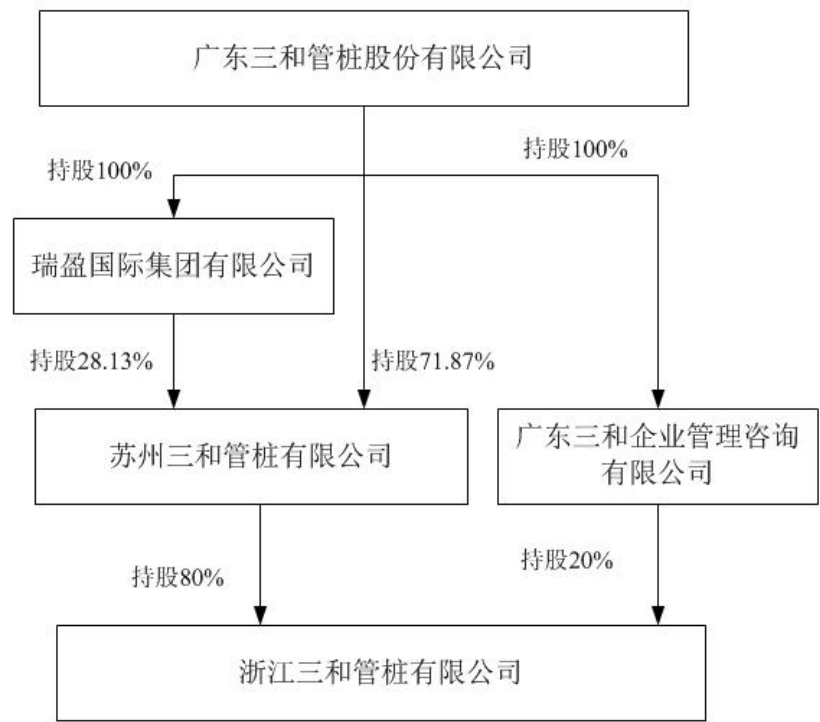 广东三和管桩股份有限公司
持股100%
持股100%
瑞盈国际集团有限公司
持股28.13%
持股71.87%
苏州三和管桩有限公司
广东三和企业管理咨询
有限公司
持股80%
持股20%
浙江三和管桩有限公司